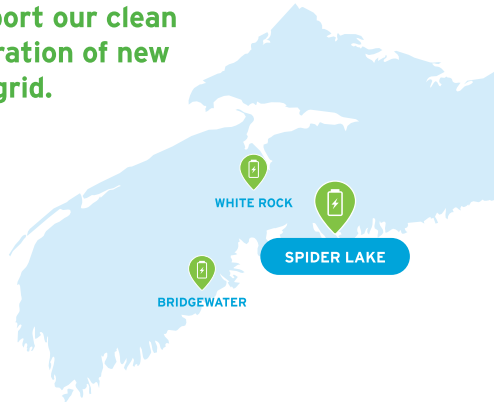 port our clean
ration of new
grid.
WHITE ROCK
SPIDER LAKE
BRIDGEWATER